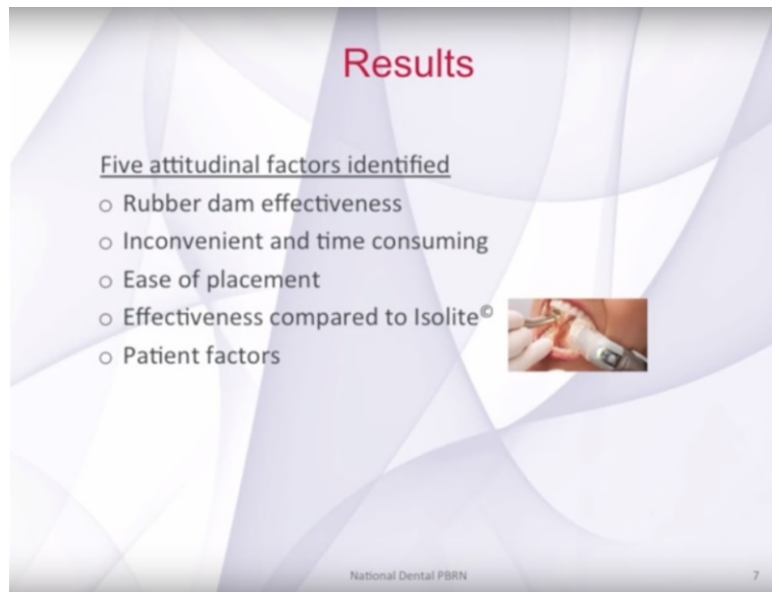 Results
Five attitudinal factors identified
o Rubber dam effectiveness
o Inconvenient and time consuming
o Ease of placement
o Effectiveness compared to Isolite©
o Patient factors
National Dental PBRN
7